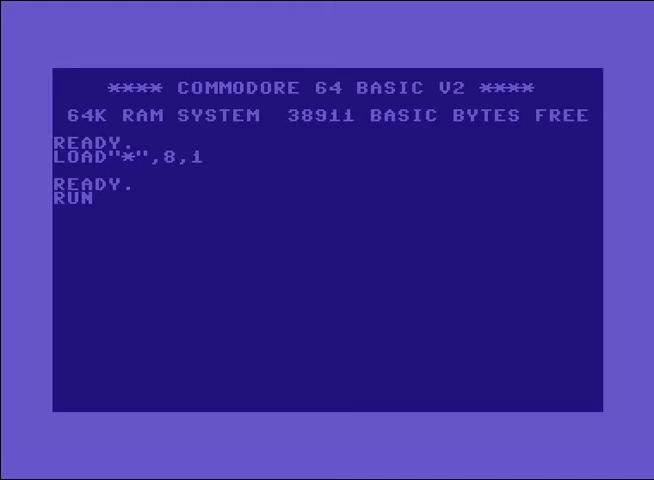 **** COMMODORE 64 BASIC V2 ****
64K RAM SYSTEM  38911 BASIC BYTES FREE
READY.
LOAD"*",8,1
READY.
RUN